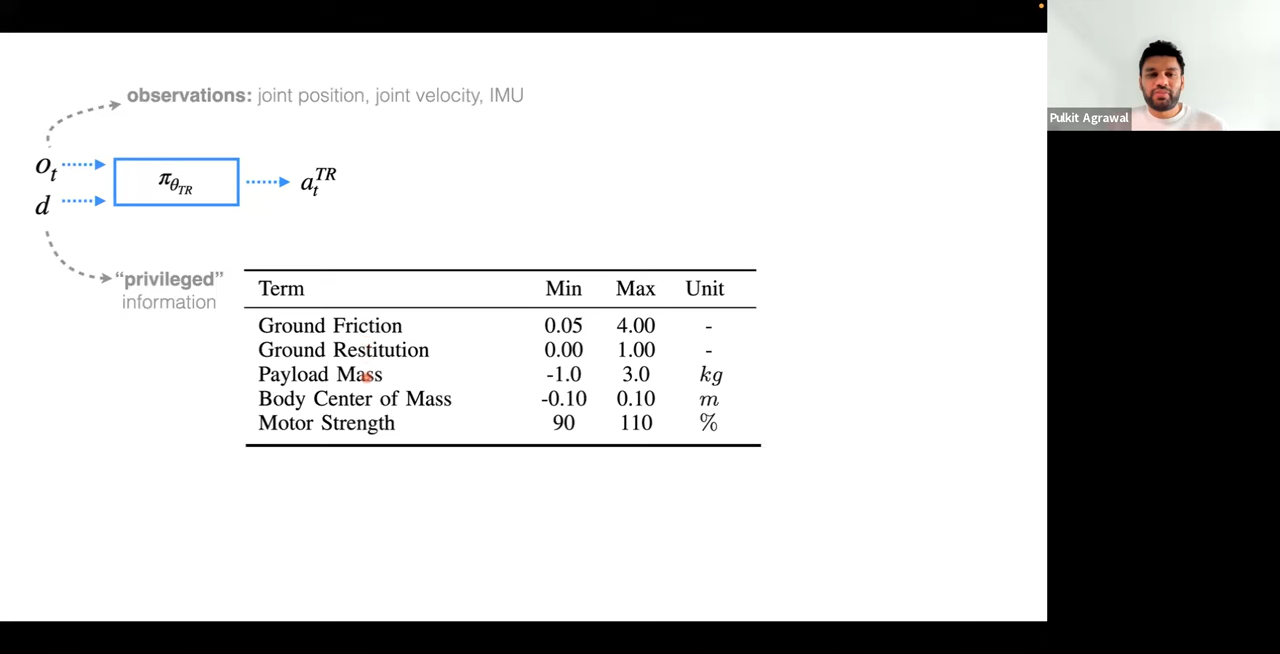 observations: joint position, joint velocity, IMU
o_t
π_θ_TR
a_t^TR
d
"privileged"
information
Term Min Max Unit
Ground Friction 0.05 4.00 -
Ground Restitution 0.00 1.00 -
Payload Mass -1.0 3.0 kg
Body Center of Mass -0.10 0.10 m
Motor Strength 90 110 %
Pulkit Agrawal